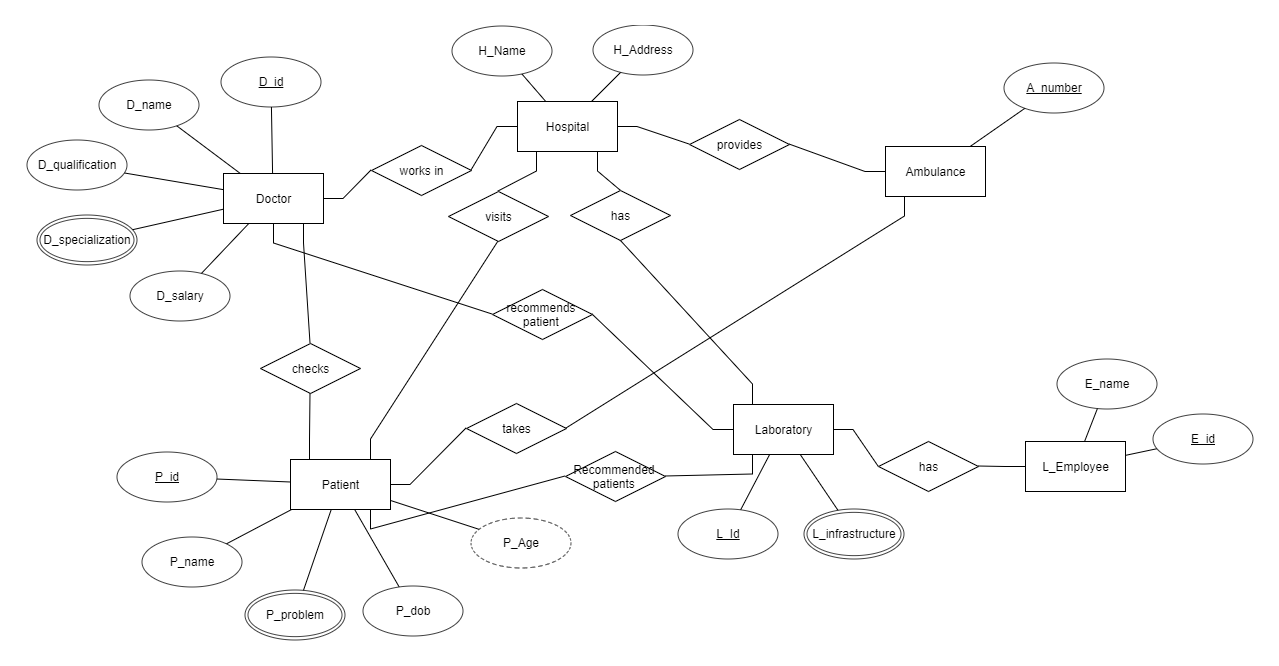 H_Name
H_Address
D_id
A_number
D_name
Hospital
provides
D_qualification
works in
Ambulance
Doctor
visits
has
D_specialization
D_salary
recommends
patient
checks
E_name
takes
Laboratory
E_id
has
L_Employee
P_id
Patient
Recommended
patients
L_Id
L_infrastructure
P_Age
P_name
P_problem
P_dob